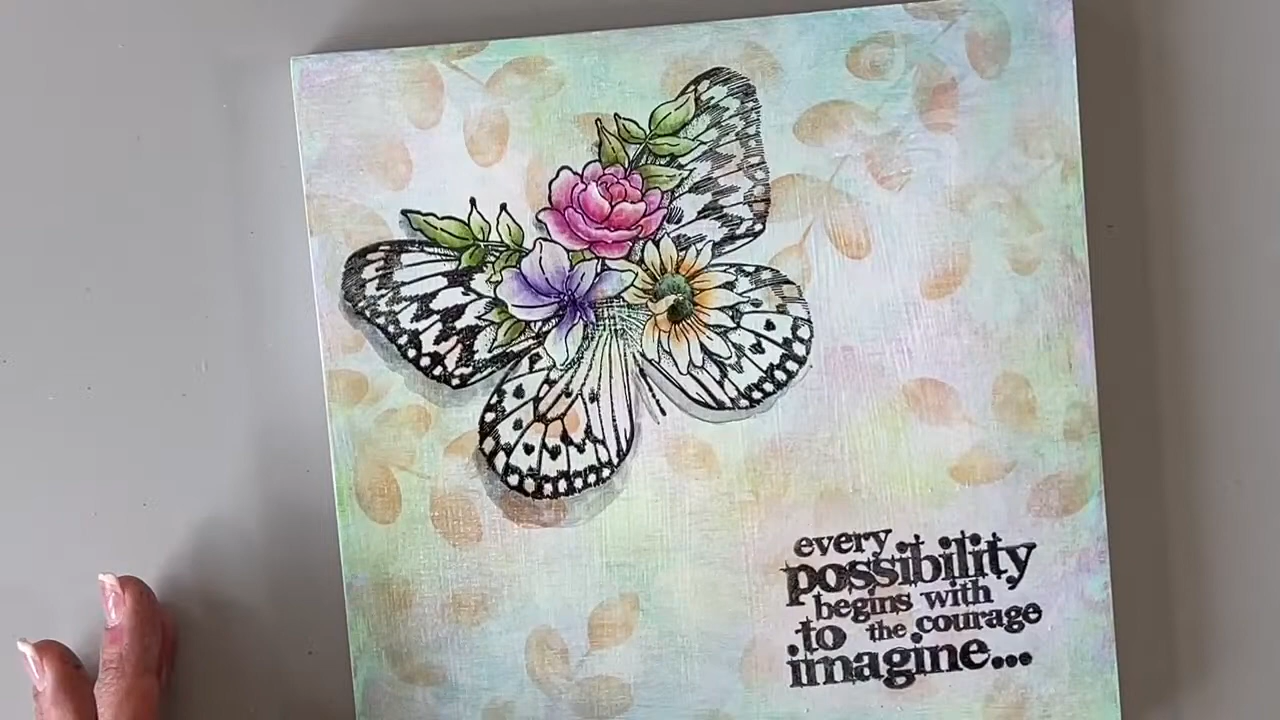 every
possibility
begins with
the courage
to
imagine...